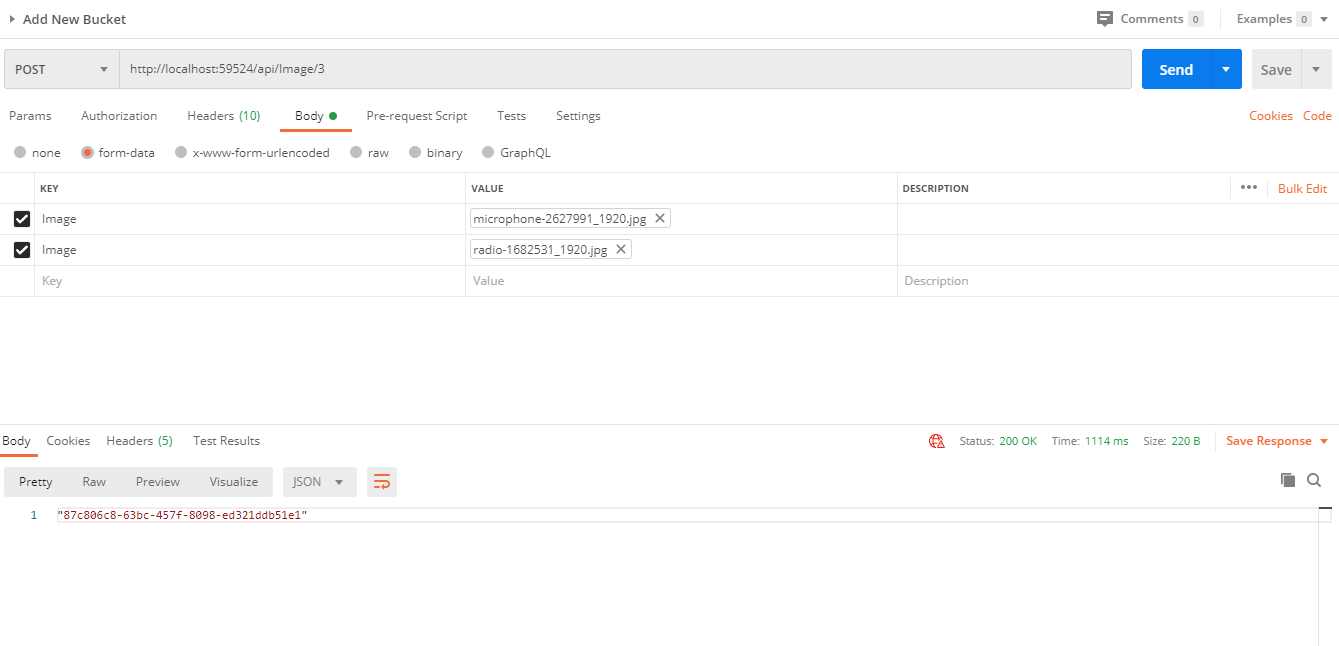 Add New Bucket Comments 0 Examples 0
POST http://localhost:59524/api/Image/3 Send Save
Params Authorization Headers (10) Body Pre-request Script Tests Settings Cookies Code
none form-data x-www-form-urlencoded raw binary GraphQL
KEY VALUE DESCRIPTION ••• Bulk Edit
Image microphone-2627991_1920.jpg
Image radio-1682531_1920.jpg
Key Value Description
Body Cookies Headers (5) Test Results Status: 200 OK Time: 1114 ms Size: 220 B Save Response
Pretty Raw Preview Visualize JSON
1 "87c806c8-63bc-457f-8098-ed321ddb51e1"